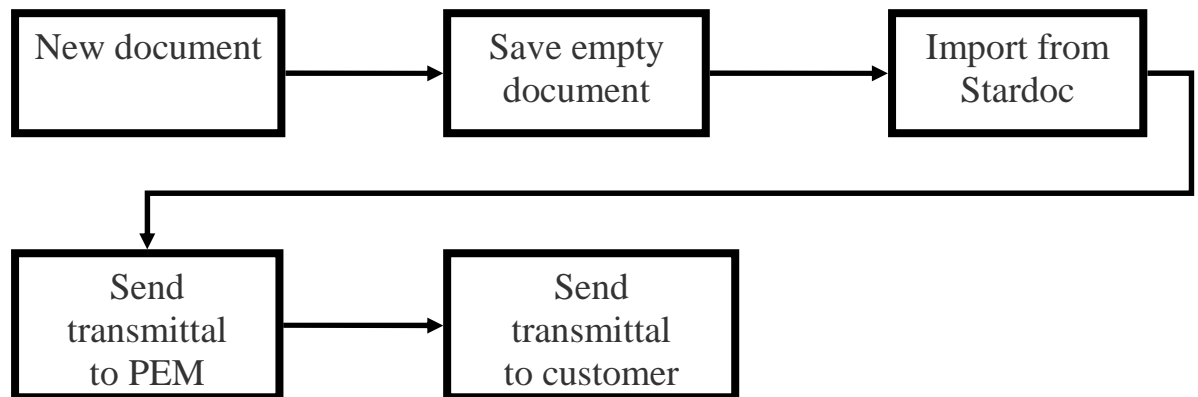 New document
Save empty
document
Import from
Stardoc
Send
transmittal
to PEM
Send
transmittal
to customer